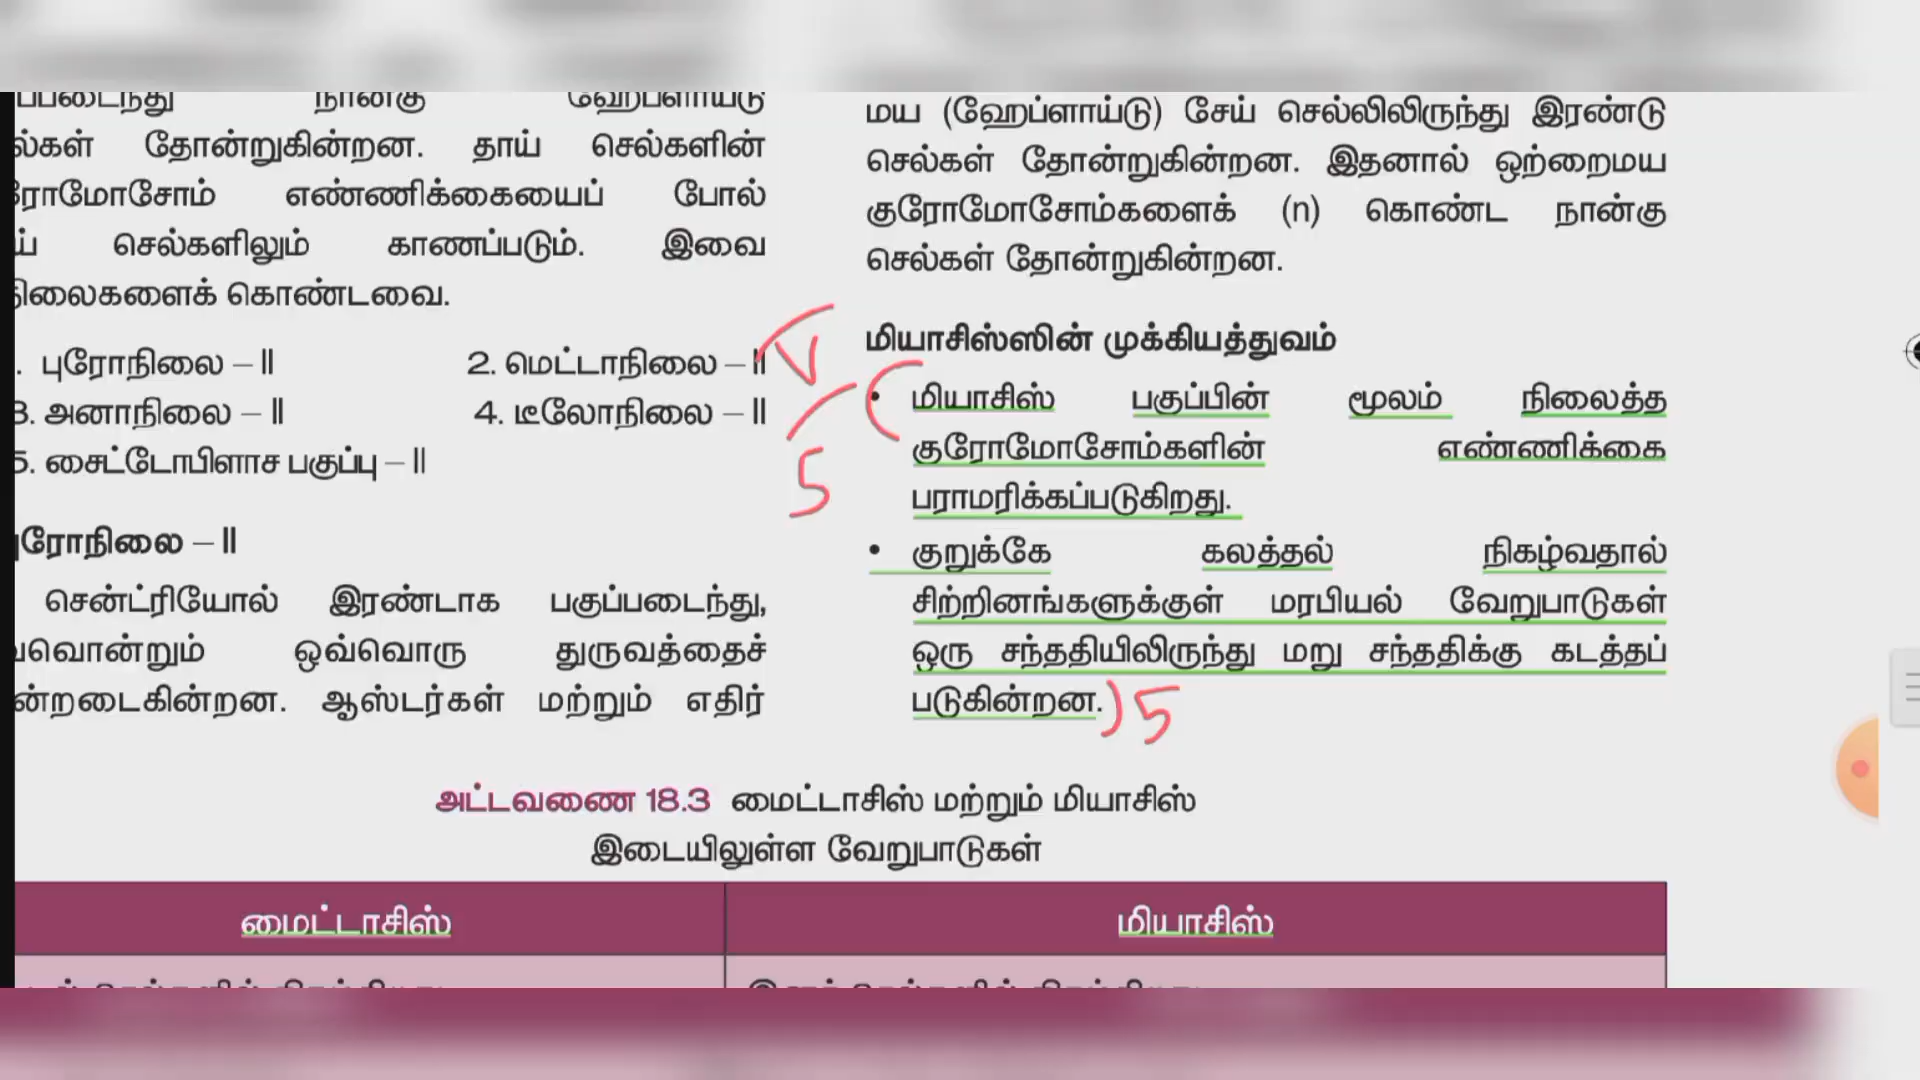 நான்கு ஹேப்ளாய்டு
செல்கள் தோன்றுகின்றன. தாய் செல்களின்
எண்ணிக்கையைப் போல்
செல்களிலும் காணப்படும். இவை
கொண்டவை.
1. புரோநிலை – II 2. மெட்டாநிலை – II
3. அனாநிலை – II 4. டீலோநிலை – II
5. சைட்டோபிளாச பகுப்பு – II
புரோநிலை – II
சென்ட்ரியோல் இரண்டாக பகுப்படைந்து,
ஒவ்வொரு துருவத்தைச்
ஆஸ்டர்கள் மற்றும் எதிர்
மய (ஹேப்ளாய்டு) சேய் செல்லிலிருந்து இரண்டு
செல்கள் தோன்றுகின்றன. இதனால் ஒற்றைமய
குரோமோசோம்களைக் (n) கொண்ட நான்கு
செல்கள் தோன்றுகின்றன.
மியாசிஸ்ஸின் முக்கியத்துவம்
V
5
• மியாசிஸ் பகுப்பின் மூலம் நிலைத்த
குரோமோசோம்களின் எண்ணிக்கை
பராமரிக்கப்படுகிறது.
• குறுக்கே கலத்தல் நிகழ்வதால்
சிற்றினங்களுக்குள் மரபியல் வேறுபாடுகள்
ஒரு சந்ததியிலிருந்து மறு சந்ததிக்கு கடத்தப்
படுகின்றன.) 5
அட்டவணை 18.3 மைட்டாசிஸ் மற்றும் மியாசிஸ்
இடையிலுள்ள வேறுபாடுகள்
மைட்டாசிஸ் மியாசிஸ்